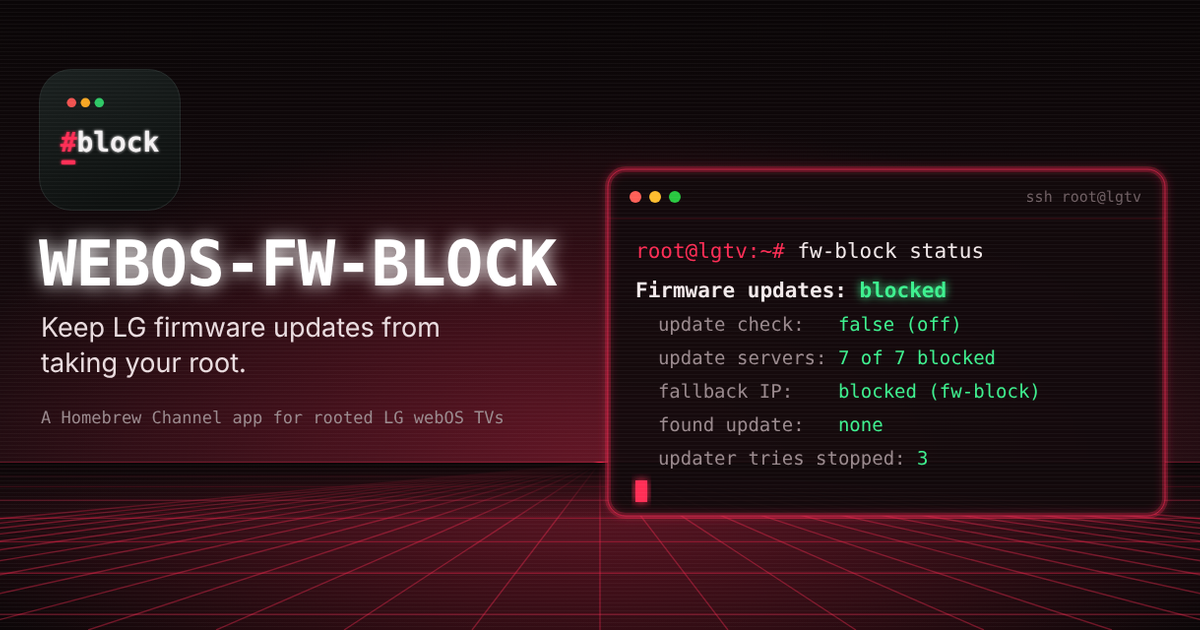 #block
WEBOS-FW-BLOCK
Keep LG firmware updates from
taking your root.
A Homebrew Channel app for rooted LG webOS TVs
ssh root@lgtv
root@lgtv:~# fw-block status
Firmware updates: blocked
update check: false (off)
update servers: 7 of 7 blocked
fallback IP: blocked (fw-block)
found update: none
updater tries stopped: 3